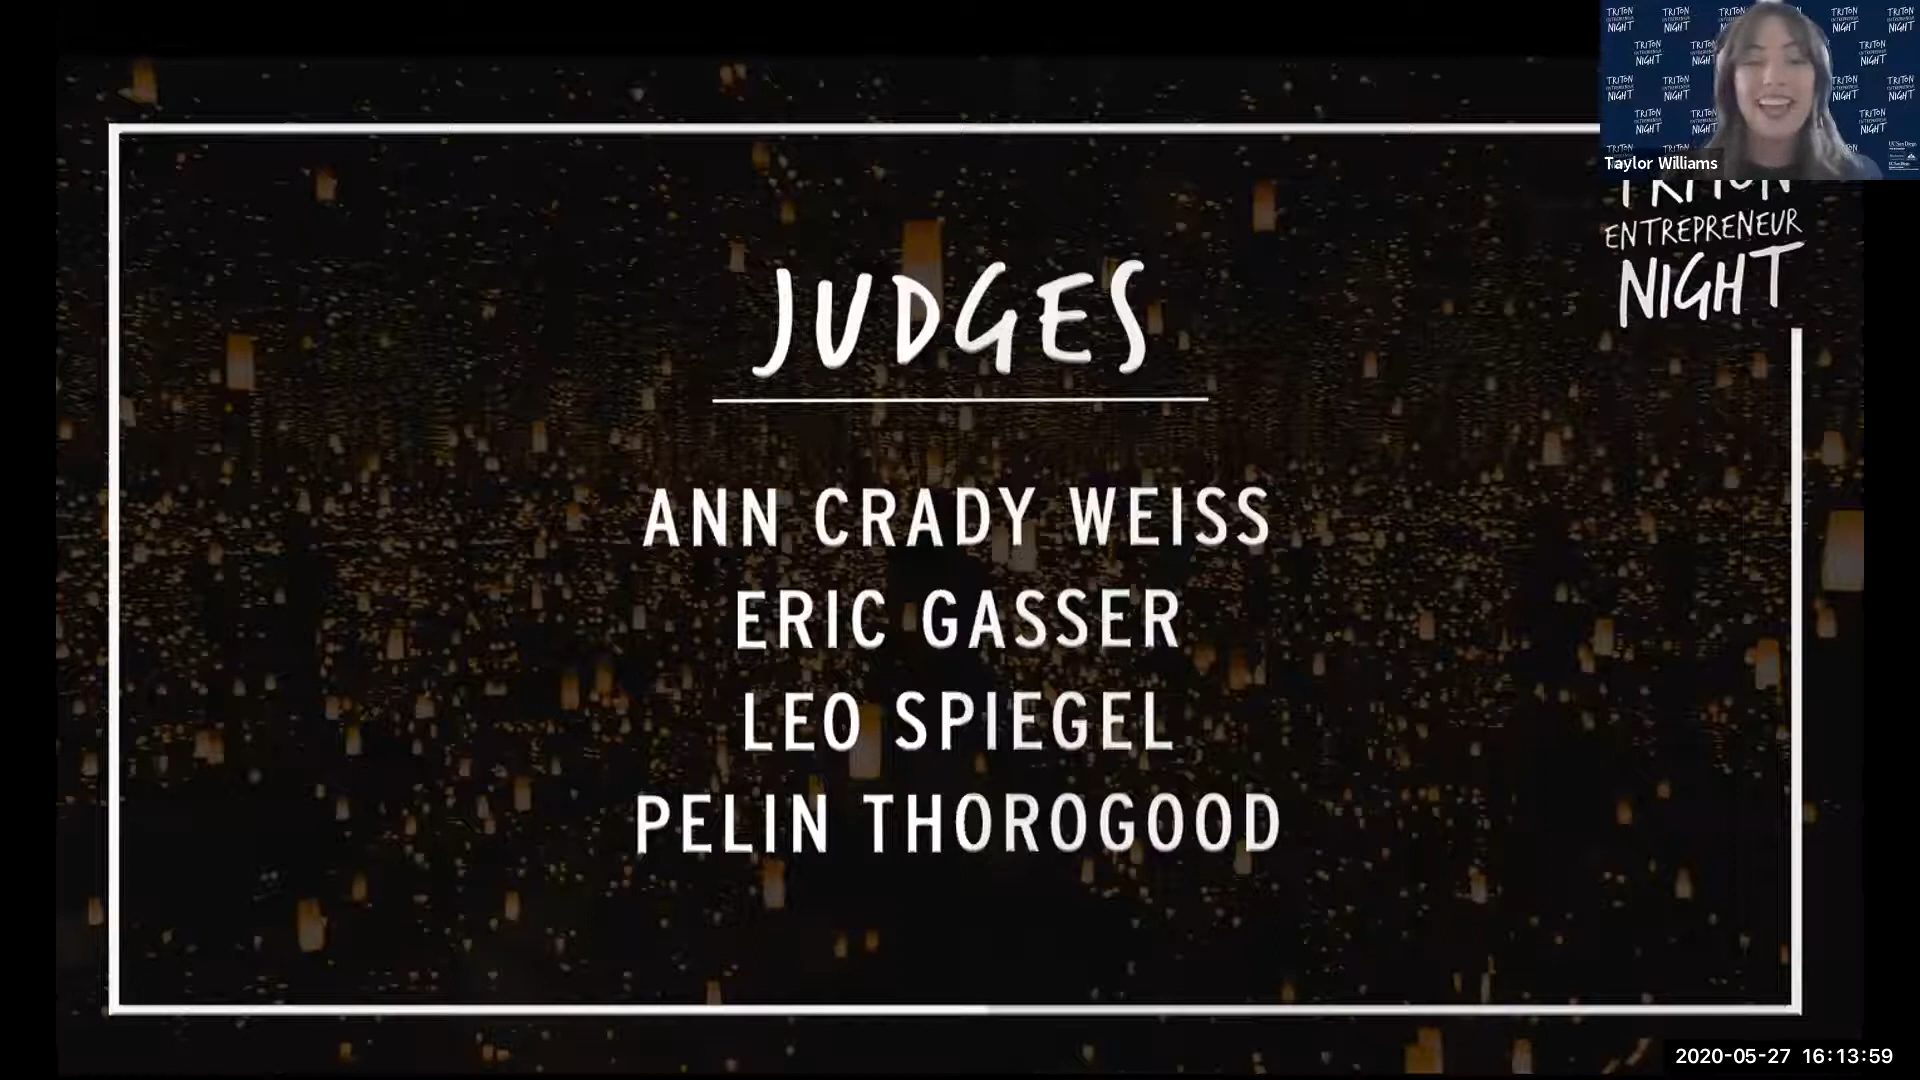 Taylor Williams
TRITON
ENTREPRENEUR
NIGHT
JUDGES
ANN CRADY WEISS
ERIC GASSER
LEO SPIEGEL
PELIN THOROGOOD
2020-05-27 16:13:59